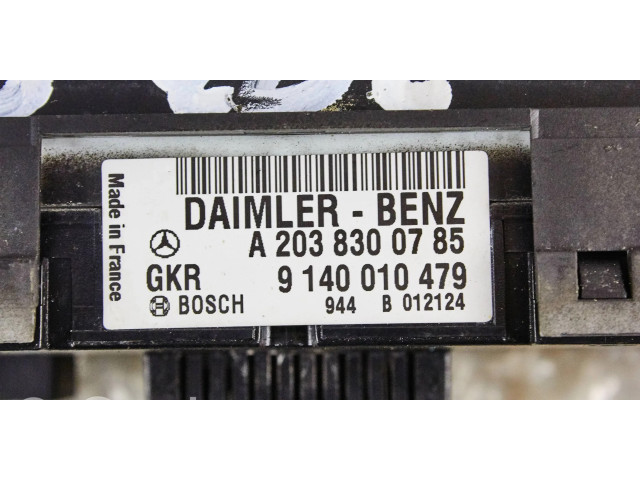 DAIMLER - BENZ
A 203 830 07 85
GKR 9 140 010 479
BOSCH 944 B 012124
Made in France